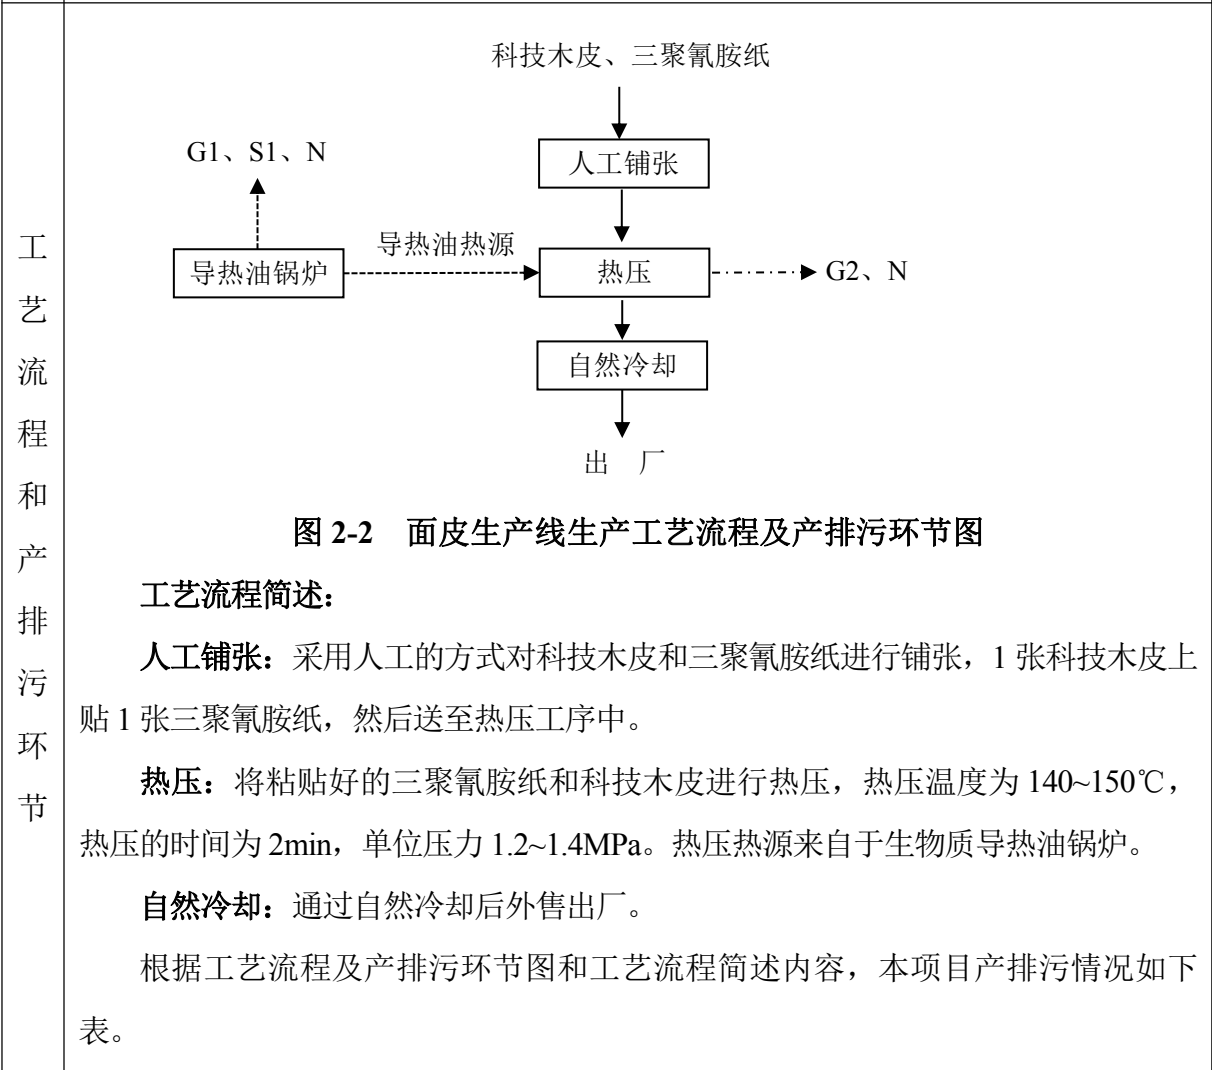 工艺流程和产排污环节
科技木皮、三聚氰胺纸
G1、S1、N
人工铺张
导热油热源
导热油锅炉
热压
G2、N
自然冷却
出 厂
图 2-2 面皮生产线生产工艺流程及产排污环节图
工艺流程简述：
人工铺张：采用人工的方式对科技木皮和三聚氰胺纸进行铺张，1 张科技木皮上
贴 1 张三聚氰胺纸，然后送至热压工序中。
热压：将粘贴好的三聚氰胺纸和科技木皮进行热压，热压温度为 140~150℃，
热压的时间为 2min，单位压力 1.2~1.4MPa。热压热源来自于生物质导热油锅炉。
自然冷却：通过自然冷却后外售出厂。
根据工艺流程及产排污环节图和工艺流程简述内容，本项目产排污情况如下
表。